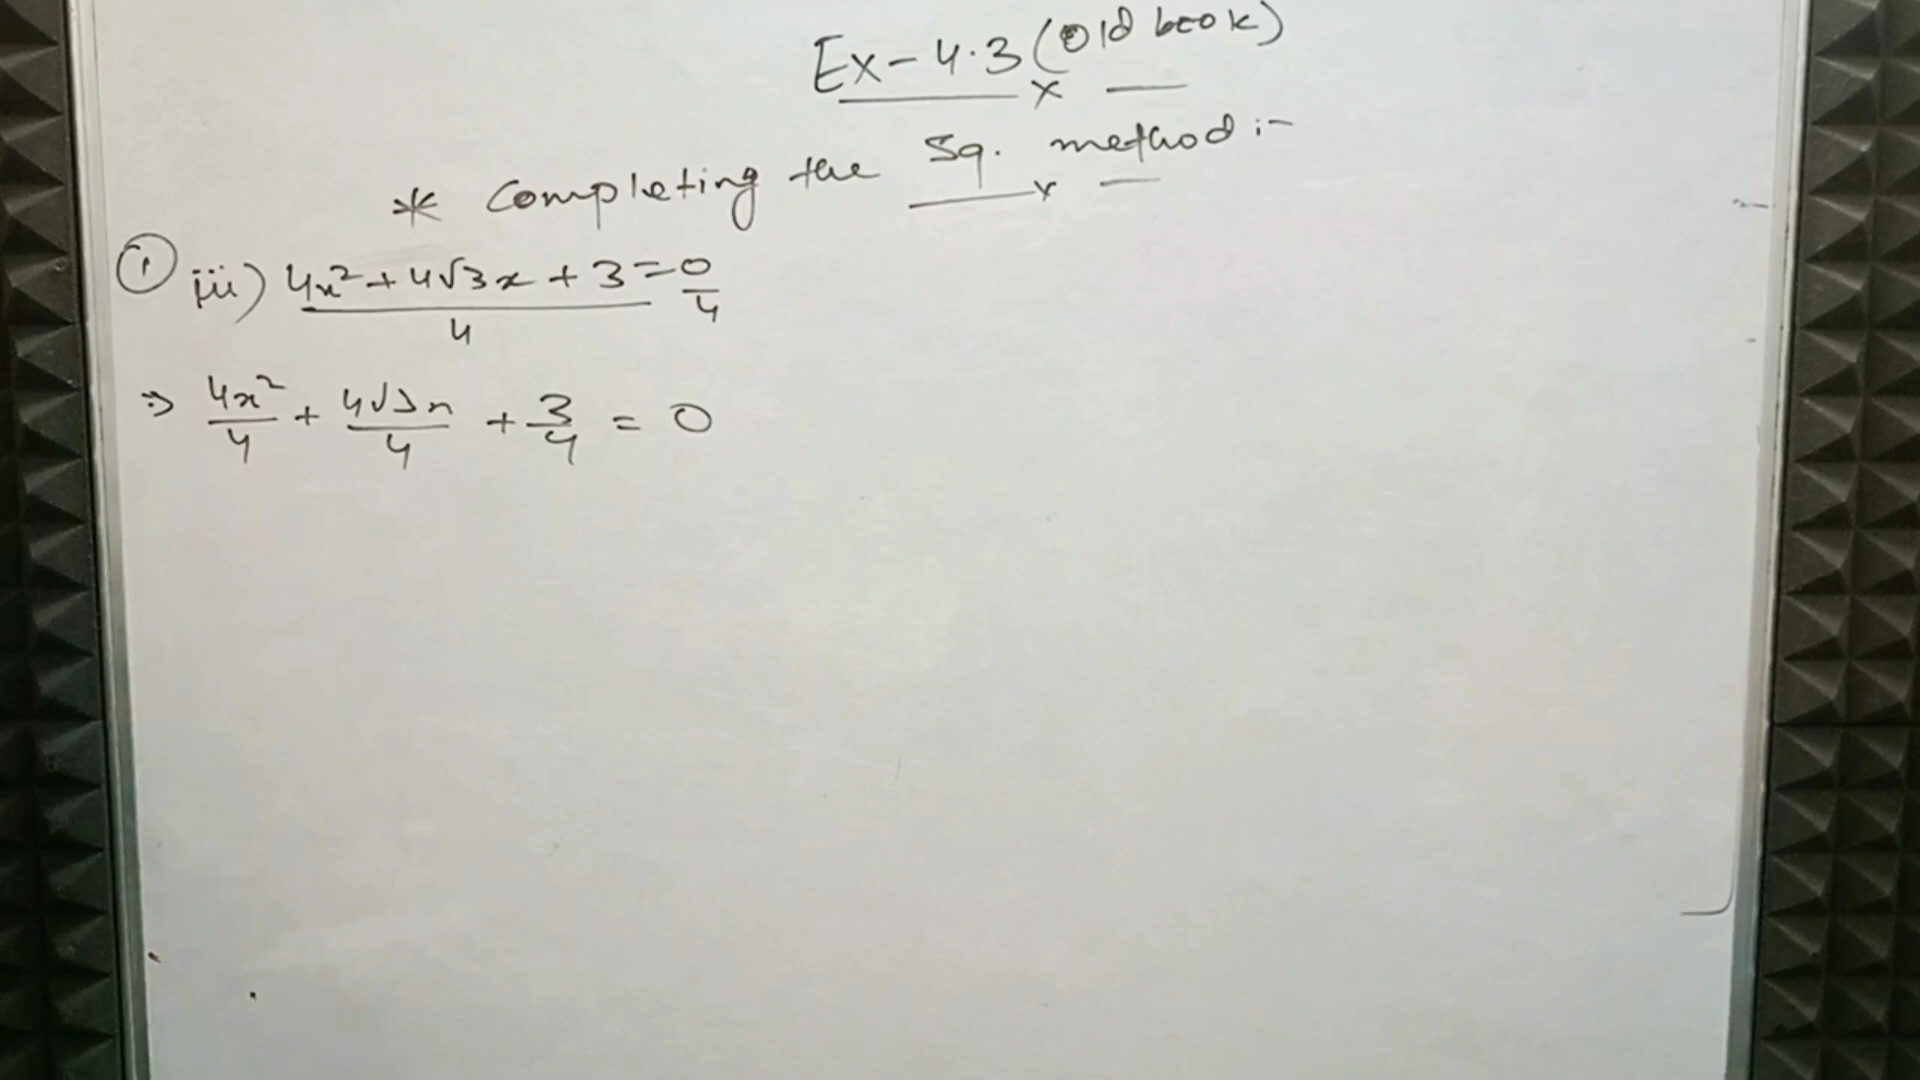 Ex-4.3 (Old book)
* Completing the Sq. method :-
① iii) 4x²+4√3x+3=0/4
4
⇒ 4x²/4 + 4√3x/4 + 3/4 = 0